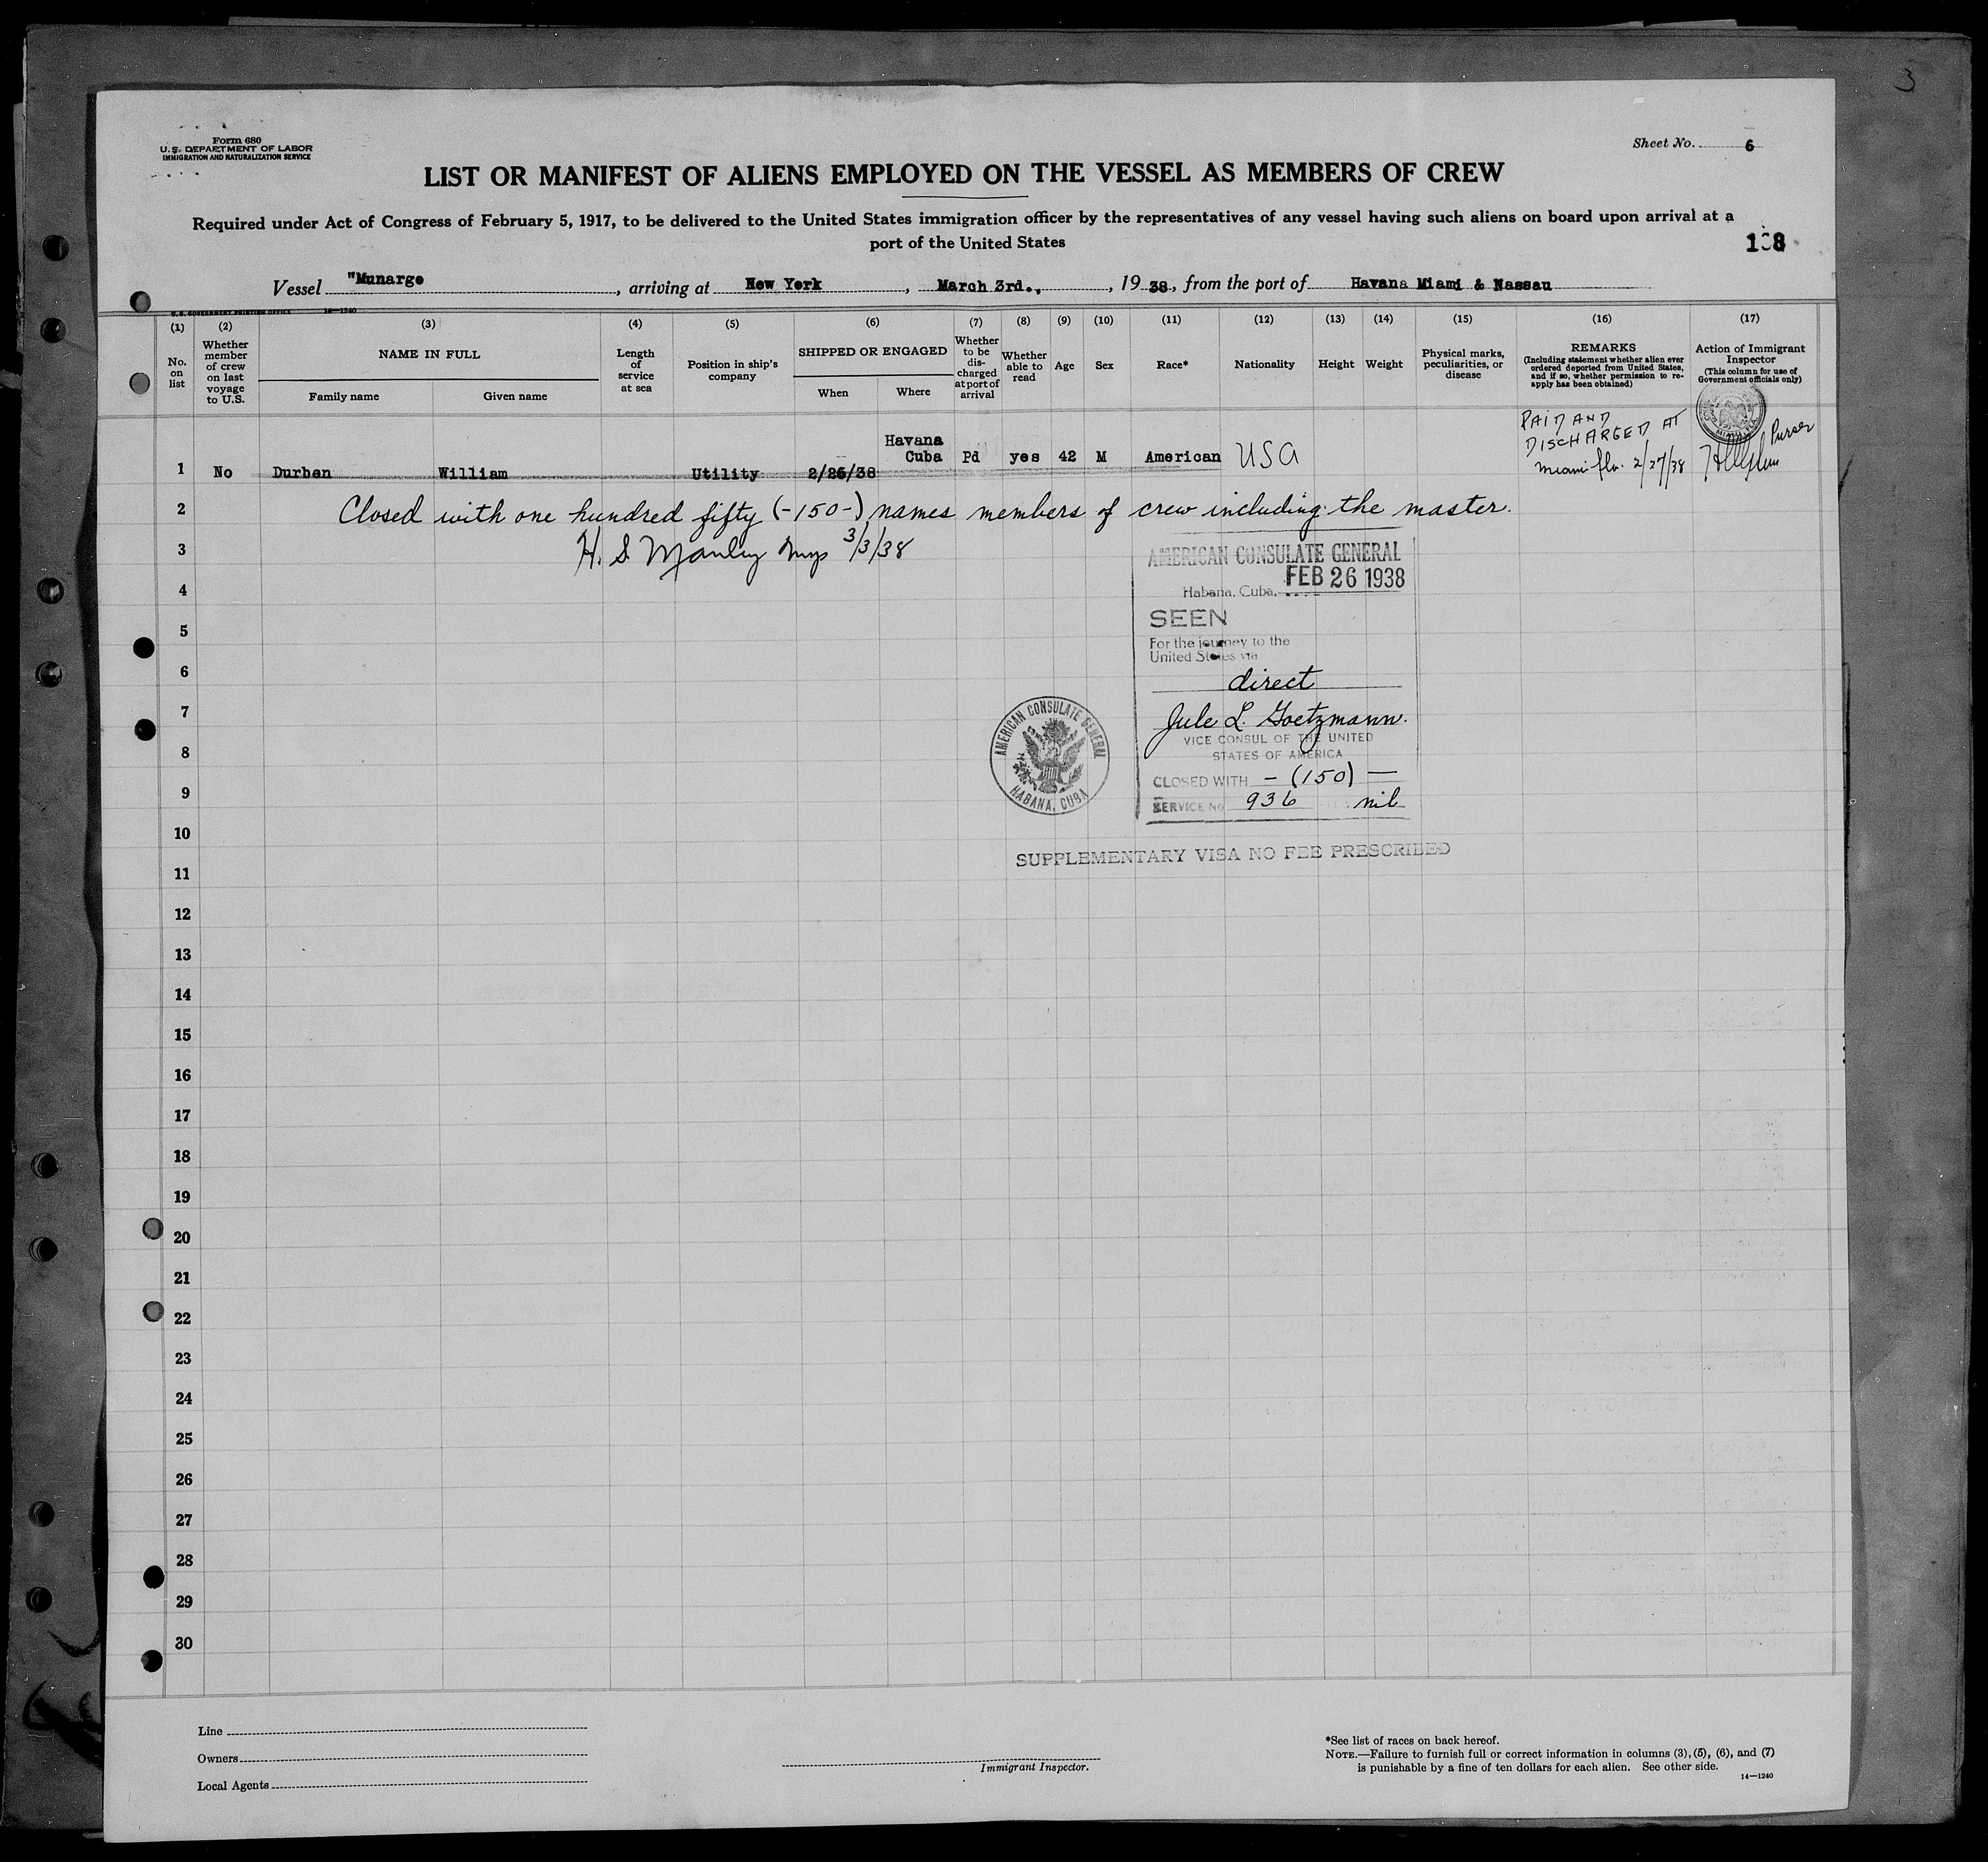 3
Form 680
U. S. DEPARTMENT OF LABOR
IMMIGRATION AND NATURALIZATION SERVICE
Sheet No. 6
LIST OR MANIFEST OF ALIENS EMPLOYED ON THE VESSEL AS MEMBERS OF CREW
Required under Act of Congress of February 5, 1917, to be delivered to the United States immigration officer by the representatives of any vessel having such aliens on board upon arrival at a
port of the United States
Vessel "Munargo , arriving at New York , March 3rd., , 19 38, from the port of Havana Miami & Nassau
U. S. GOVERNMENT PRINTING OFFICE 14—1240
(1) (2) (3) (4) (5) (6) (7) (8) (9) (10) (11) (12) (13) (14) (15) (16) (17)
No. on list
Whether member of crew on last voyage to U.S.
NAME IN FULL
Family name Given name
Length of service at sea
Position in ship's company
SHIPPED OR ENGAGED
When Where
Whether to be discharged at port of arrival
Whether able to read
Age
Sex
Race*
Nationality
Height
Weight
Physical marks, peculiarities, or disease
REMARKS
(Including statement whether alien ever ordered deported from United States, and if so, whether permission to reapply has been obtained)
Action of Immigrant Inspector
(This column for use of Government officials only)
1 No Durben William Utility 2/26/38 Havana Cuba Pd yes 42 M American USA
PAID AND
DISCHARGED AT
Miami Fla. 2/27/38
Purser
2 Closed with one hundred fifty (-150-) names members of crew including the master.
3 H. S. Manley 3/3/38
AMERICAN CONSULATE GENERAL
FEB 26 1938
Habana, Cuba,
SEEN
For the journey to the
United States via
direct
Jule L. Goetzmann.
VICE CONSUL OF THE UNITED
STATES OF AMERICA
CLOSED WITH - (150) —
SERVICE No 936 nil
AMERICAN CONSULATE GENERAL
HABANA, CUBA
SUPPLEMENTARY VISA NO FEE PRESCRIBED
4
5
6
7
8
9
10
11
12
13
14
15
16
17
18
19
20
21
22
23
24
25
26
27
28
29
30
Line
Owners
Local Agents
Immigrant Inspector.
*See list of races on back hereof.
NOTE.—Failure to furnish full or correct information in columns (3), (5), (6), and (7)
is punishable by a fine of ten dollars for each alien. See other side.
14—1240